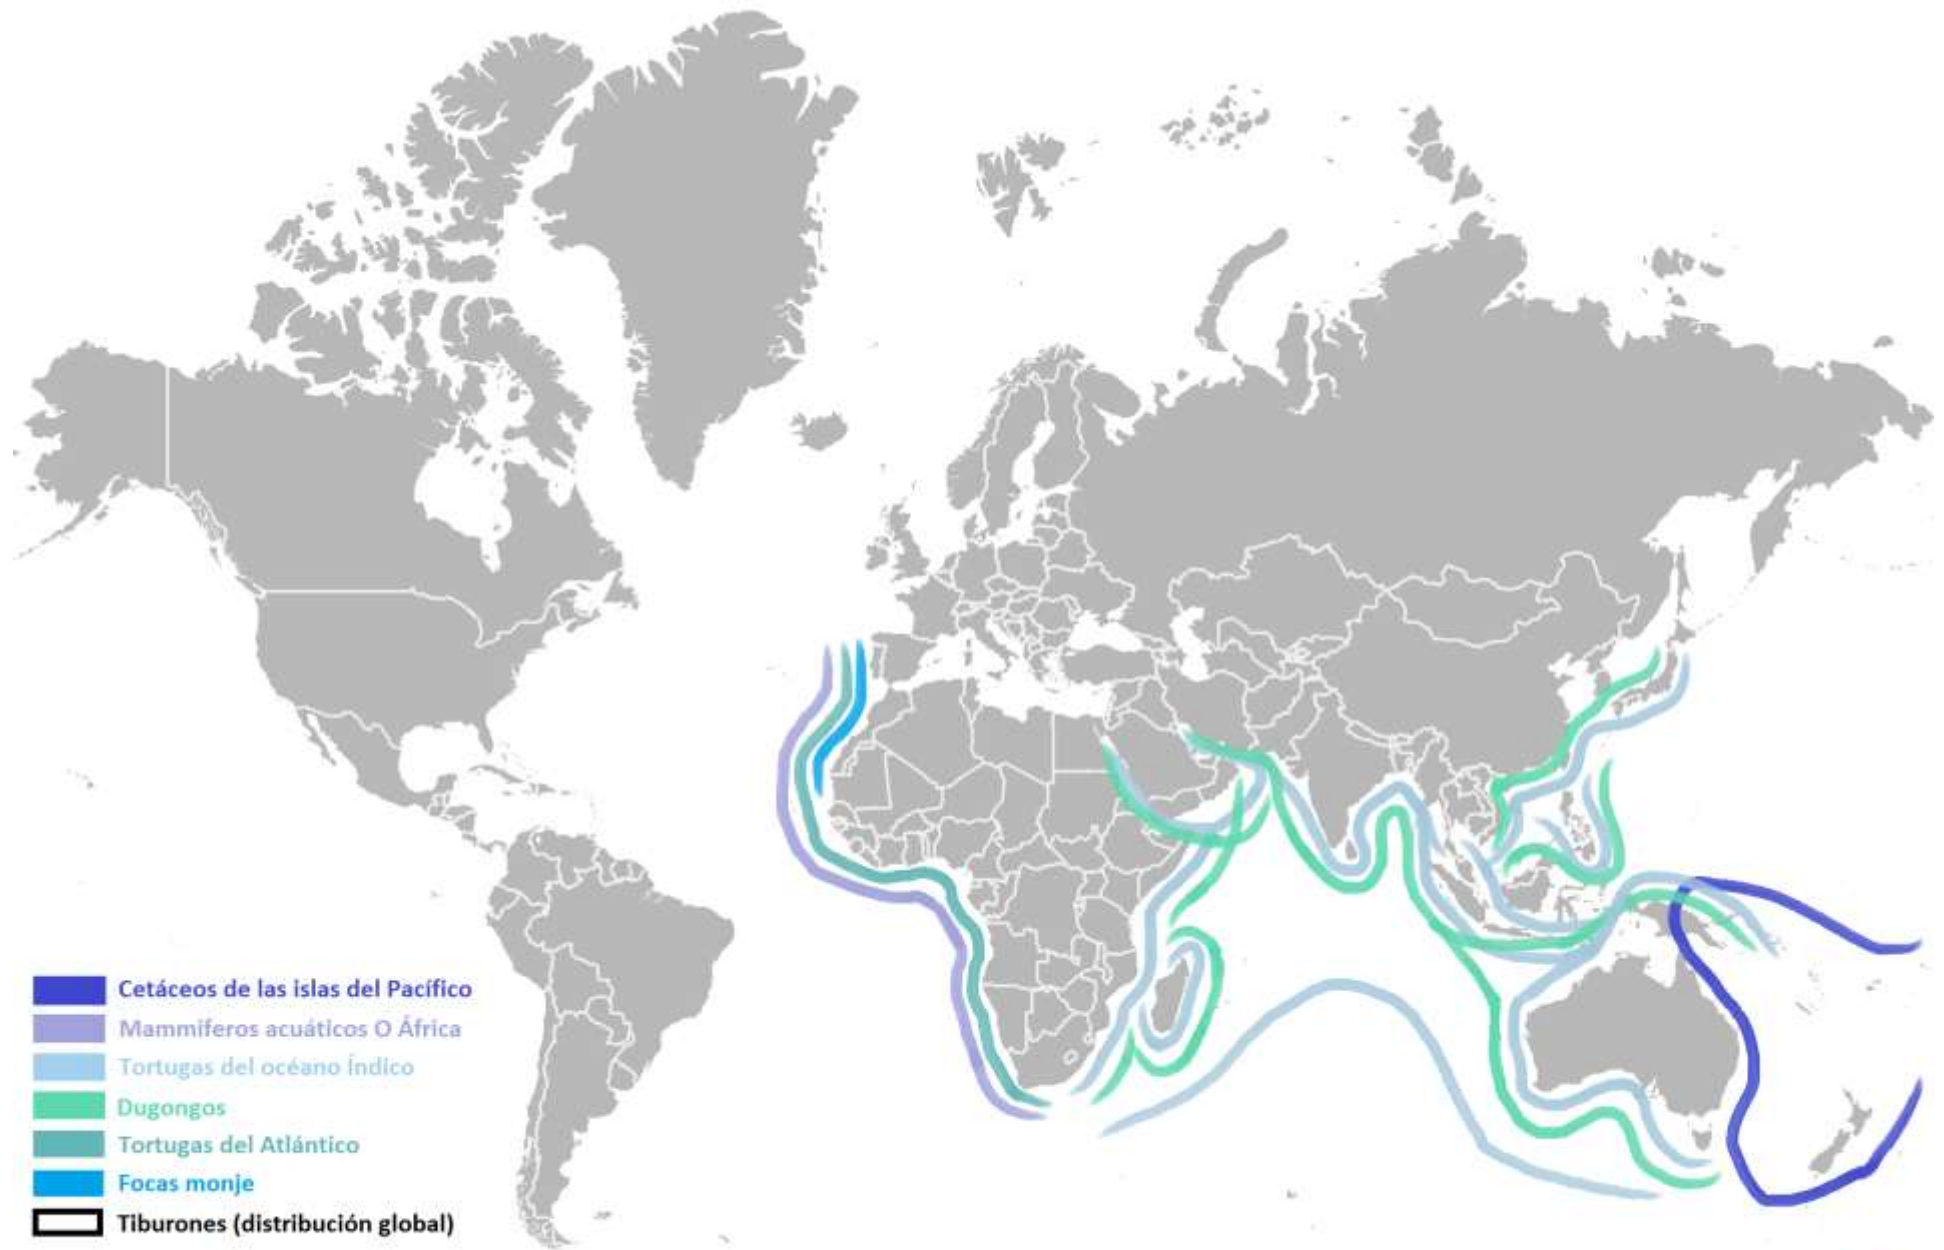 Cetáceos de las islas del Pacífico
Mammíferos acuáticos O África
Tortugas del océano Índico
Dugongos
Tortugas del Atlántico
Focas monje
Tiburones (distribución global)